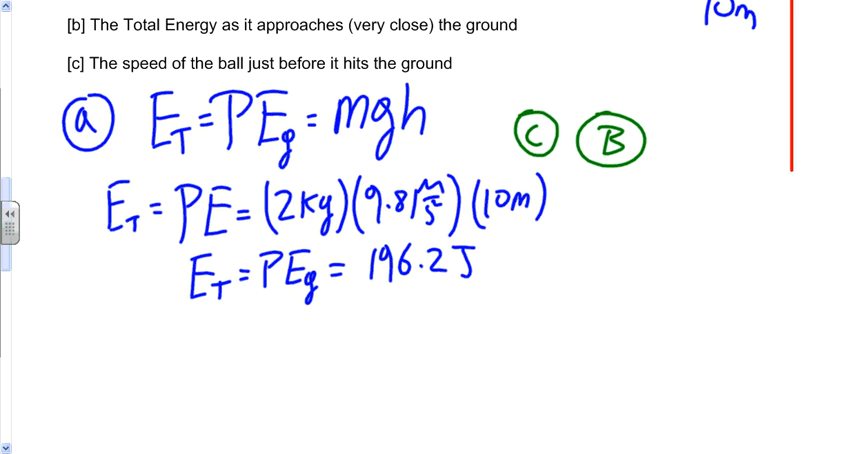 10m
[b] The Total Energy as it approaches (very close) the ground
[c] The speed of the ball just before it hits the ground
a E_T = PE_g = mgh
C B
E_T = PE = (2Kg)(9.81 m/s²)(10m)
E_T = PE_g = 196.2J